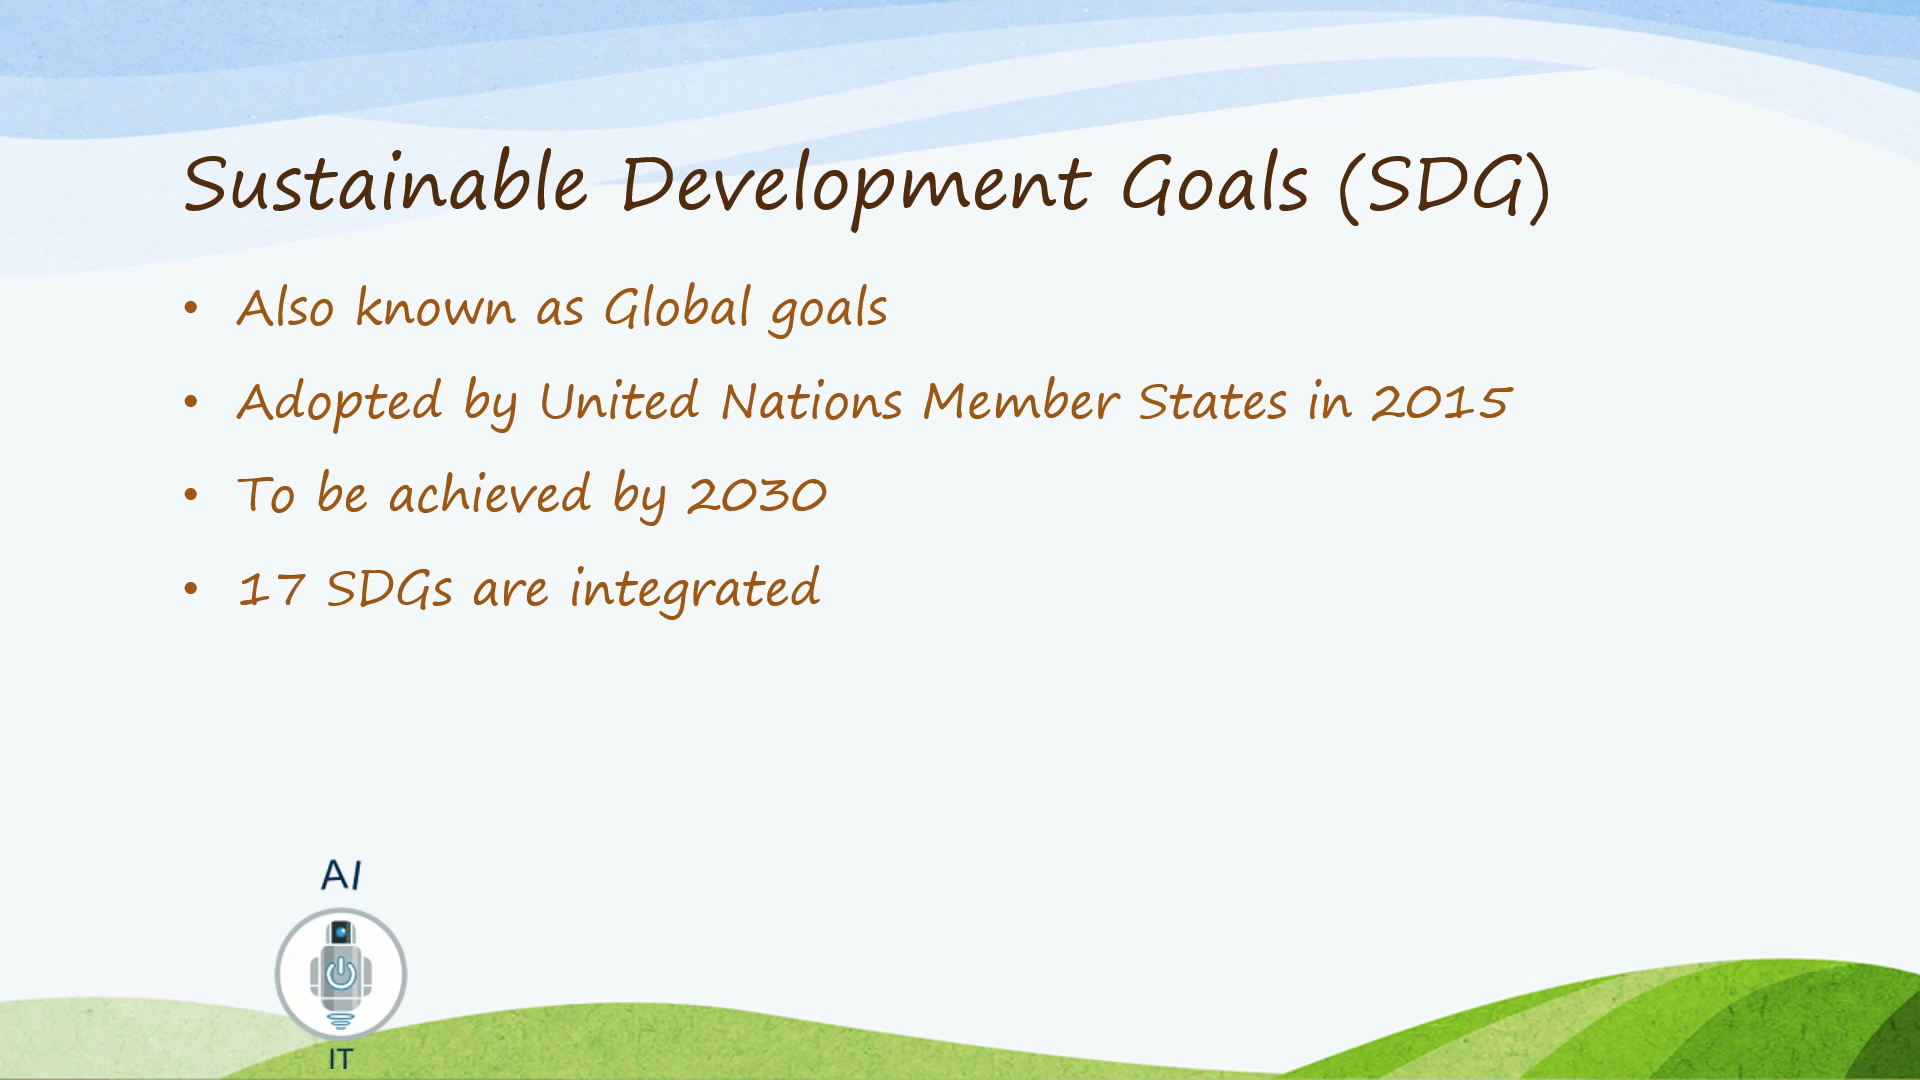 Sustainable Development Goals (SDG)
• Also known as Global goals
• Adopted by United Nations Member States in 2015
• To be achieved by 2030
• 17 SDGs are integrated
AI
IT